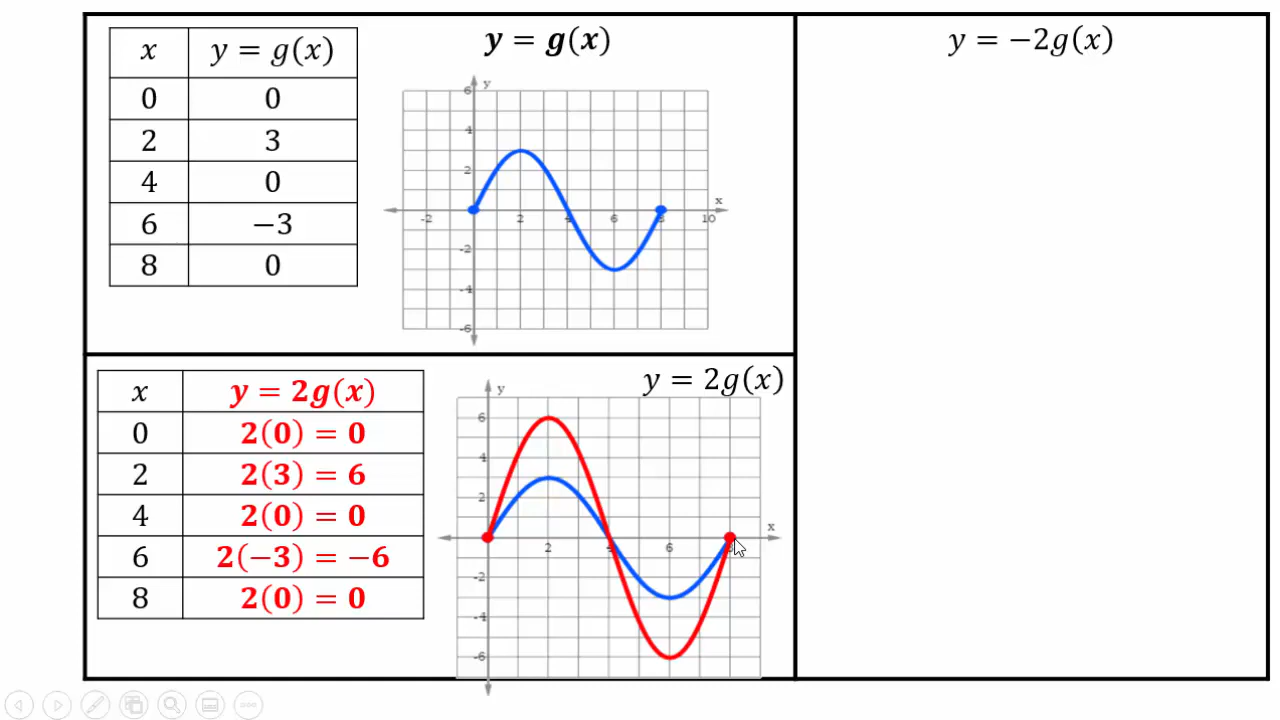 x y = g(x)
0 0
2 3
4 0
6 −3
8 0
y = g(x)
y
6
4
2
x
-2 2 4 6 8 10
-2
-4
-6
x y = 2g(x)
0 2(0) = 0
2 2(3) = 6
4 2(0) = 0
6 2(−3) = −6
8 2(0) = 0
y = 2g(x)
y
6
4
2
x
2 4 6 8
-2
-4
-6
y = −2g(x)